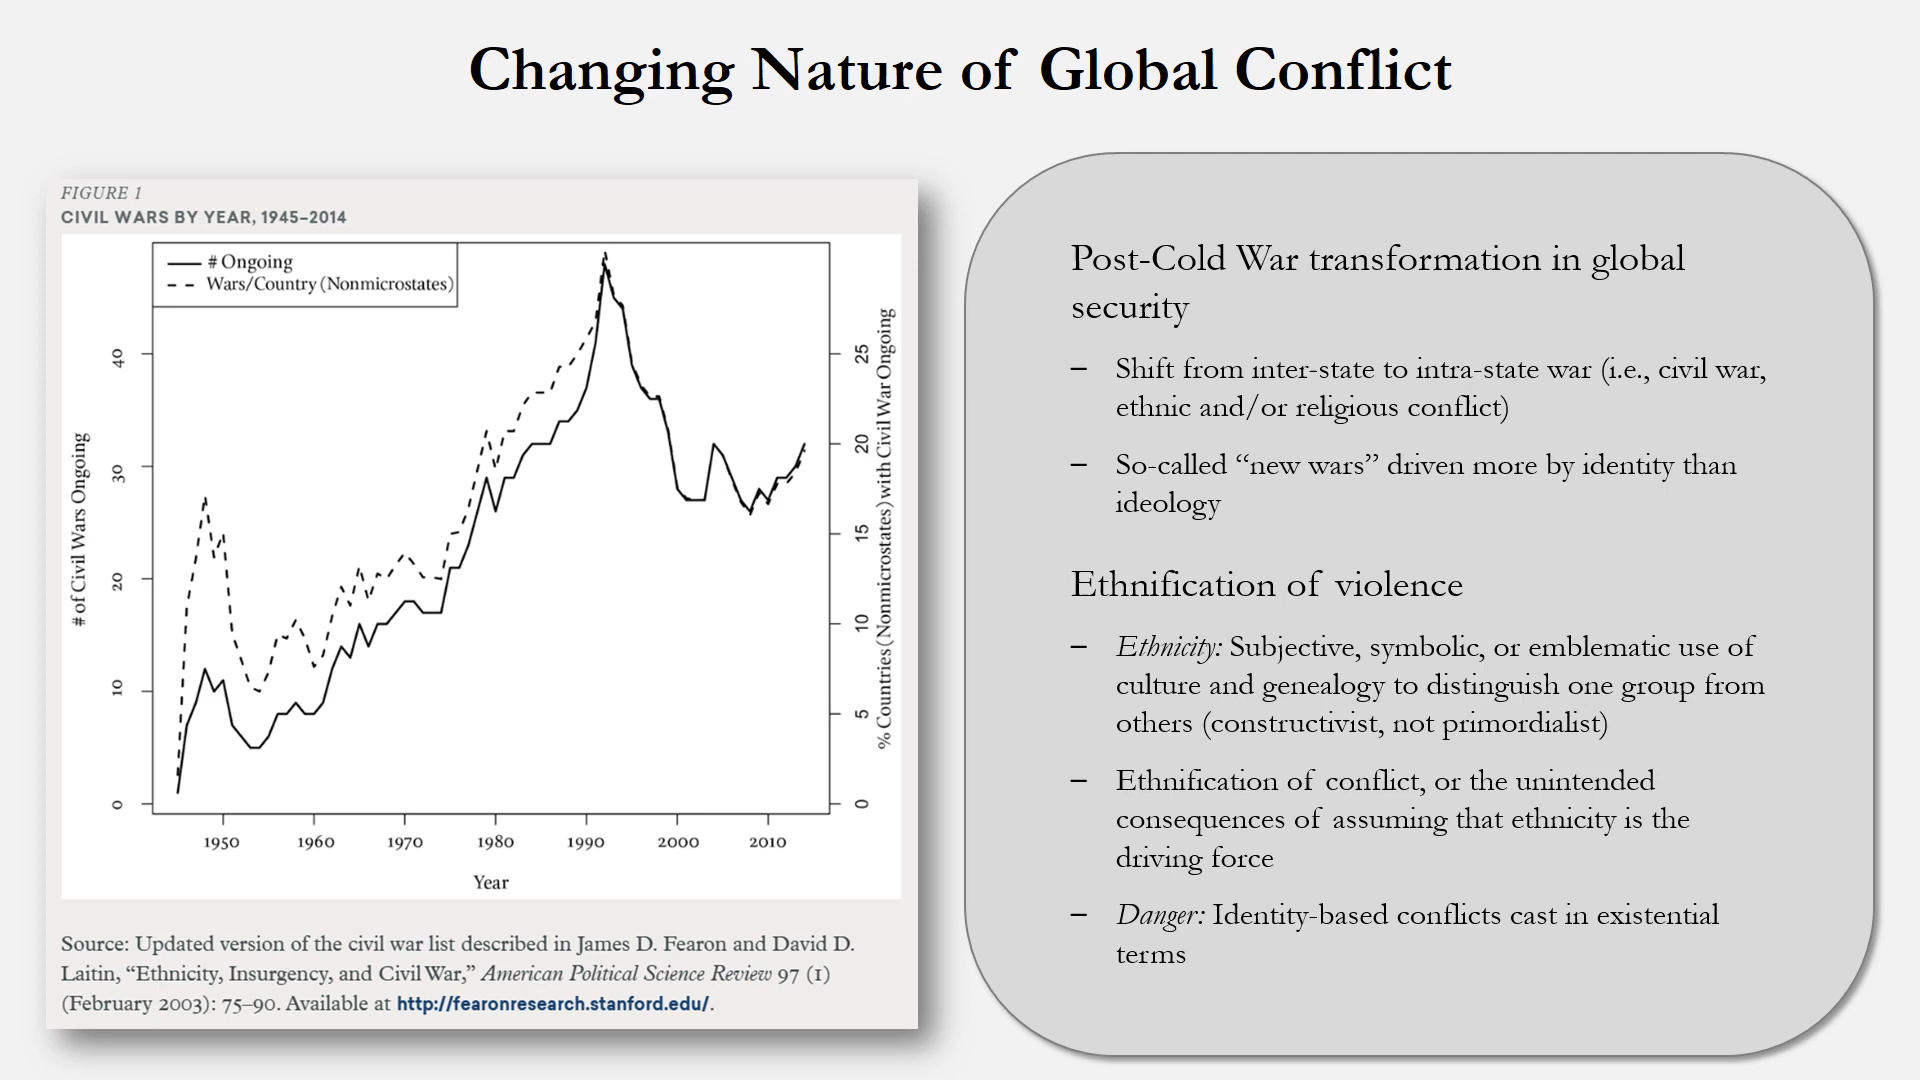 Changing Nature of Global Conflict
FIGURE 1
CIVIL WARS BY YEAR, 1945–2014
# Ongoing
Wars/Country (Nonmicrostates)
# of Civil Wars Ongoing
0
10
20
30
40
% Countries (Nonmicrostates) with Civil War Ongoing
0
5
10
15
20
25
1950
1960
1970
1980
1990
2000
2010
Year
Source: Updated version of the civil war list described in James D. Fearon and David D.
Laitin, “Ethnicity, Insurgency, and Civil War,” American Political Science Review 97 (1)
(February 2003): 75–90. Available at http://fearonresearch.stanford.edu/.
Post-Cold War transformation in global
security
– Shift from inter-state to intra-state war (i.e., civil war,
ethnic and/or religious conflict)
– So-called “new wars” driven more by identity than
ideology
Ethnification of violence
– Ethnicity: Subjective, symbolic, or emblematic use of
culture and genealogy to distinguish one group from
others (constructivist, not primordialist)
– Ethnification of conflict, or the unintended
consequences of assuming that ethnicity is the
driving force
– Danger: Identity-based conflicts cast in existential
terms